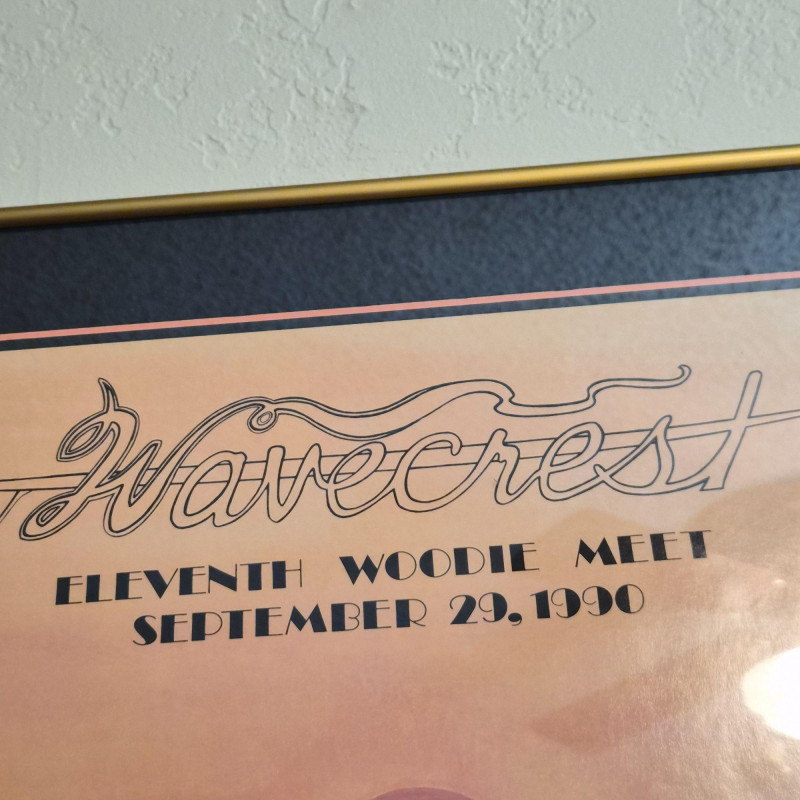 Wavecrest
ELEVENTH WOODIE MEET
SEPTEMBER 29, 1990